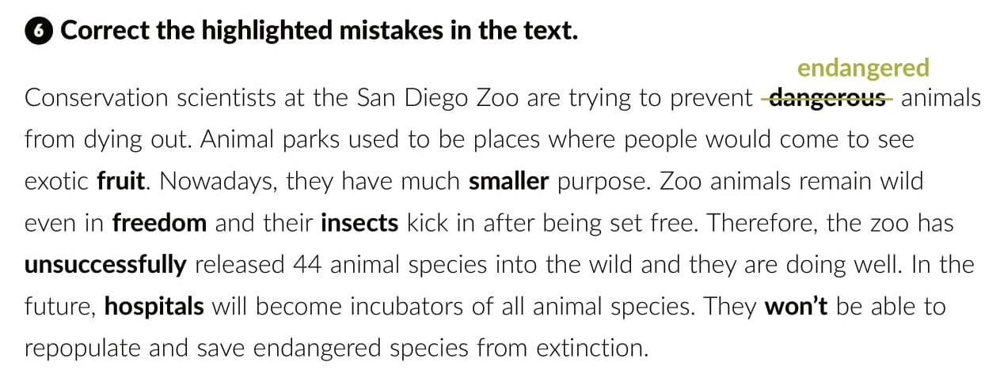 6 Correct the highlighted mistakes in the text.
endangered
Conservation scientists at the San Diego Zoo are trying to prevent dangerous animals
from dying out. Animal parks used to be places where people would come to see
exotic fruit. Nowadays, they have much smaller purpose. Zoo animals remain wild
even in freedom and their insects kick in after being set free. Therefore, the zoo has
unsuccessfully released 44 animal species into the wild and they are doing well. In the
future, hospitals will become incubators of all animal species. They won't be able to
repopulate and save endangered species from extinction.